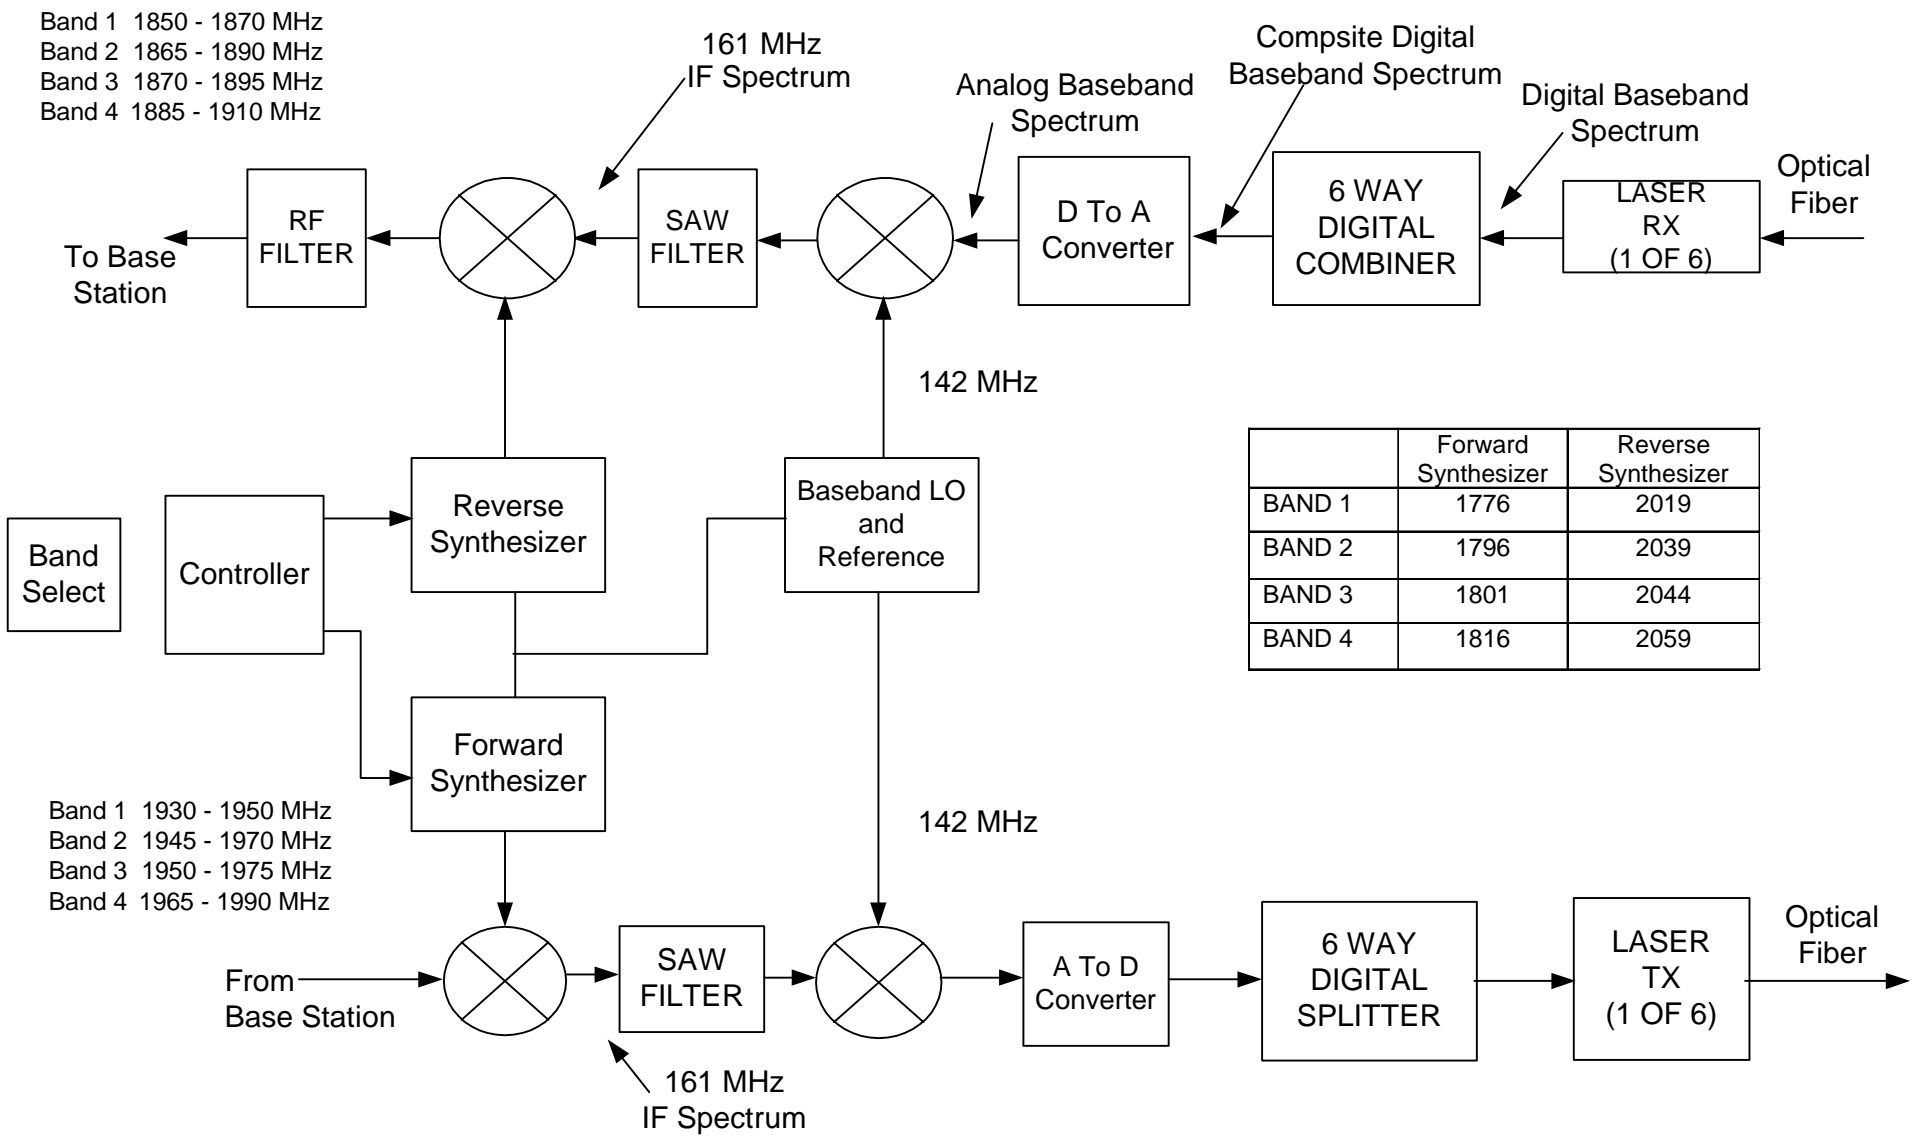 Band 1 1850 - 1870 MHz
Band 2 1865 - 1890 MHz
Band 3 1870 - 1895 MHz
Band 4 1885 - 1910 MHz
161 MHz
IF Spectrum
Analog Baseband
Spectrum
Compsite Digital
Baseband Spectrum
Digital Baseband
Spectrum
Optical
Fiber
To Base
Station
RF
FILTER
SAW
FILTER
D To A
Converter
6 WAY
DIGITAL
COMBINER
LASER
RX
(1 OF 6)
142 MHz
Band
Select
Controller
Reverse
Synthesizer
Baseband LO
and
Reference
Forward Synthesizer
Reverse Synthesizer
BAND 1 1776 2019
BAND 2 1796 2039
BAND 3 1801 2044
BAND 4 1816 2059
Forward
Synthesizer
Band 1 1930 - 1950 MHz
Band 2 1945 - 1970 MHz
Band 3 1950 - 1975 MHz
Band 4 1965 - 1990 MHz
142 MHz
From
Base Station
SAW
FILTER
A To D
Converter
6 WAY
DIGITAL
SPLITTER
LASER
TX
(1 OF 6)
Optical
Fiber
161 MHz
IF Spectrum